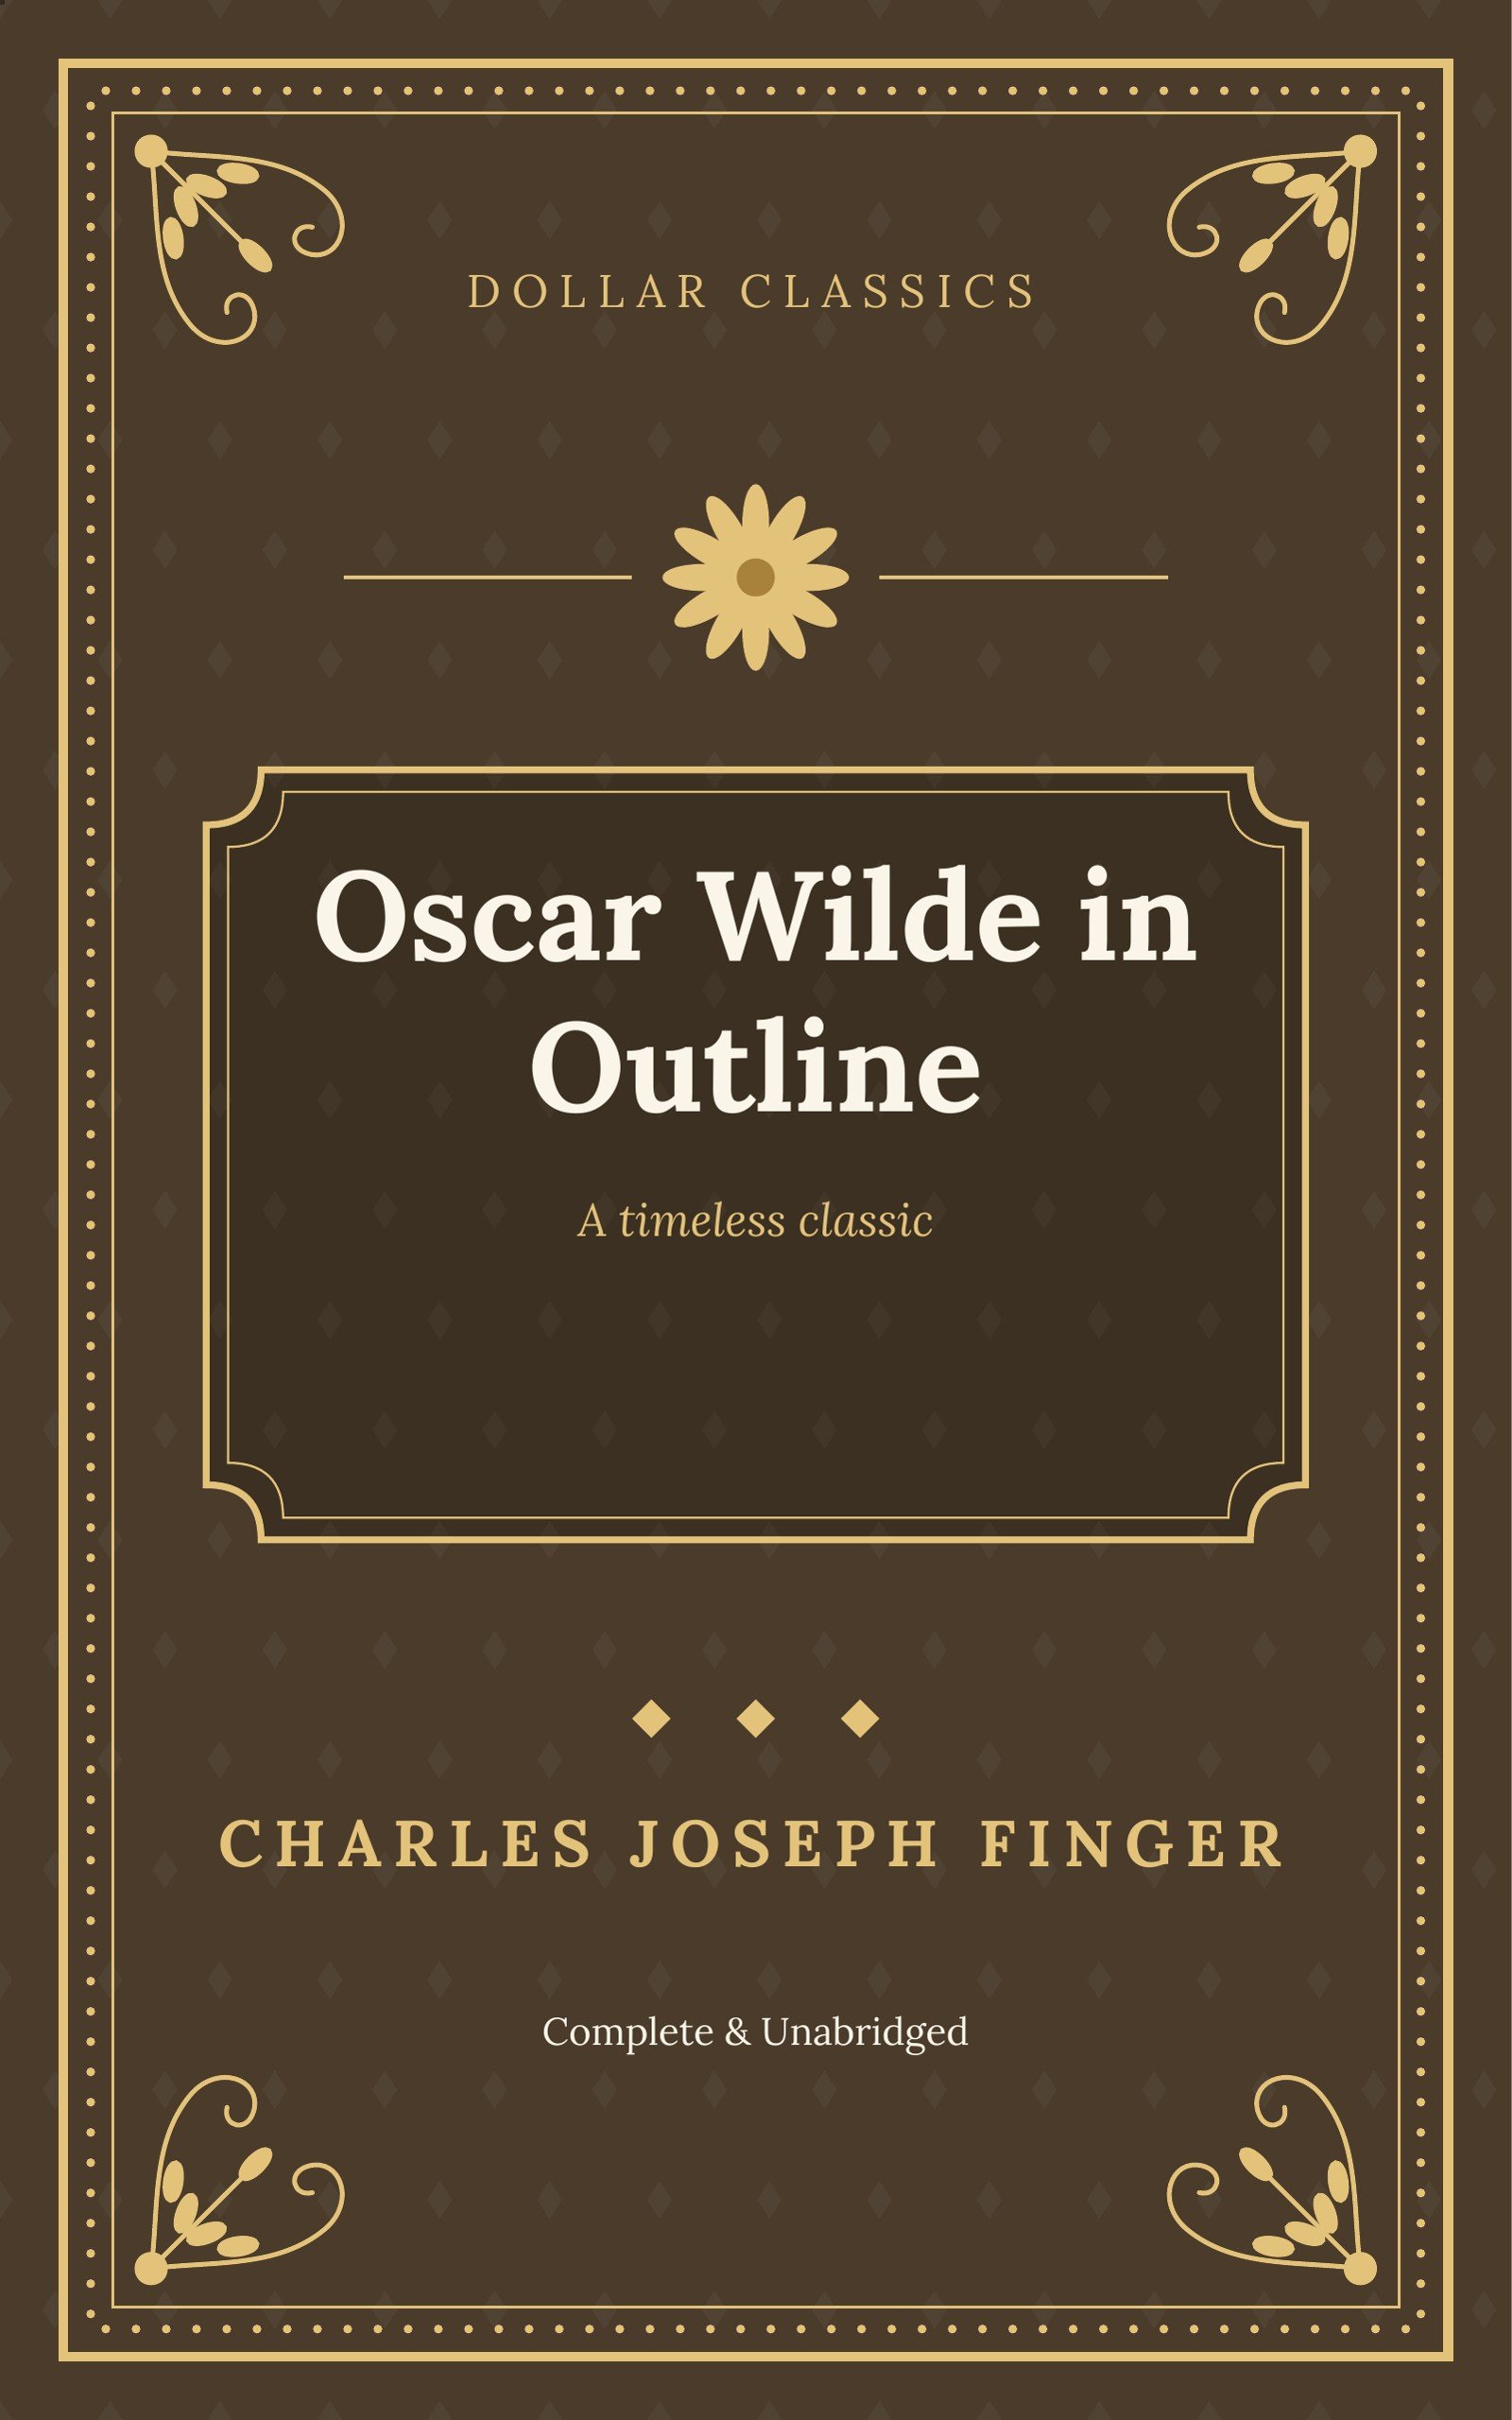 DOLLAR CLASSICS
Oscar Wilde in
Outline
A timeless classic
CHARLES JOSEPH FINGER
Complete & Unabridged